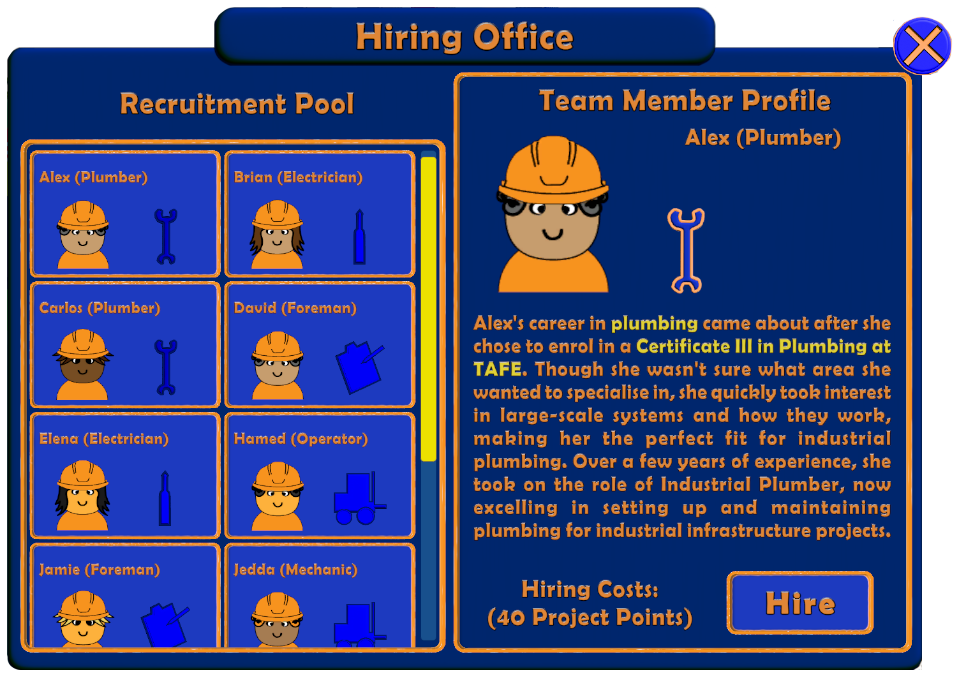 Hiring Office
Recruitment Pool
Alex (Plumber)
Brian (Electrician)
Carlos (Plumber)
David (Foreman)
Elena (Electrician)
Hamed (Operator)
Jamie (Foreman)
Jedda (Mechanic)
Team Member Profile
Alex (Plumber)
Alex's career in plumbing came about after she
chose to enrol in a Certificate III in Plumbing at
TAFE. Though she wasn't sure what area she
wanted to specialise in, she quickly took interest
in large-scale systems and how they work,
making her the perfect fit for industrial
plumbing. Over a few years of experience, she
took on the role of Industrial Plumber, now
excelling in setting up and maintaining
plumbing for industrial infrastructure projects.
Hiring Costs:
(40 Project Points)
Hire